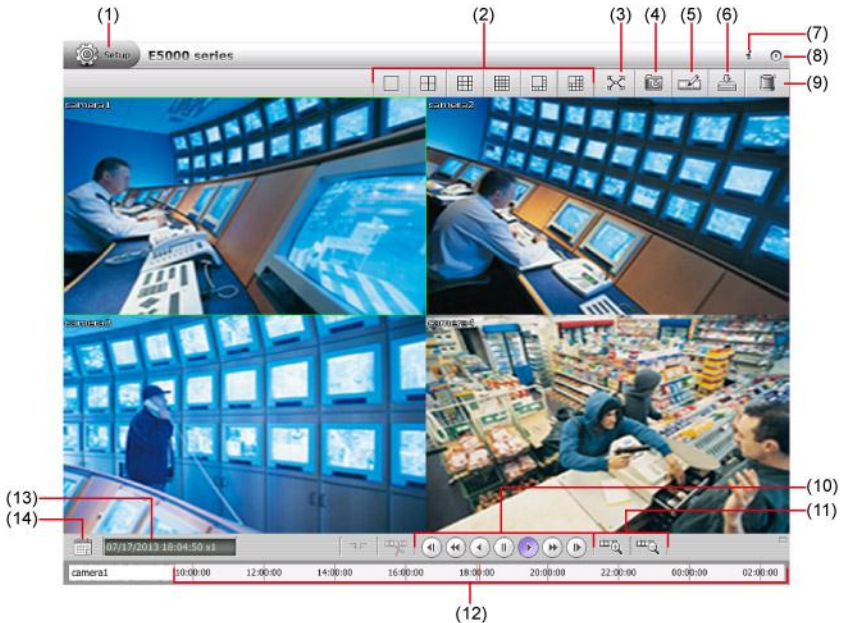 (1)
(2)
(3)
(4)
(5)
(6)
(7)
(8)
Setup
E5000 series
(9)
camera1
camera2
camera3
camera4
(10)
(11)
(13)
(14)
07/17/2013 18:04:50 x1
camera1
10:00:00
12:00:00
14:00:00
16:00:00
18:00:00
20:00:00
22:00:00
00:00:00
02:00:00
(12)